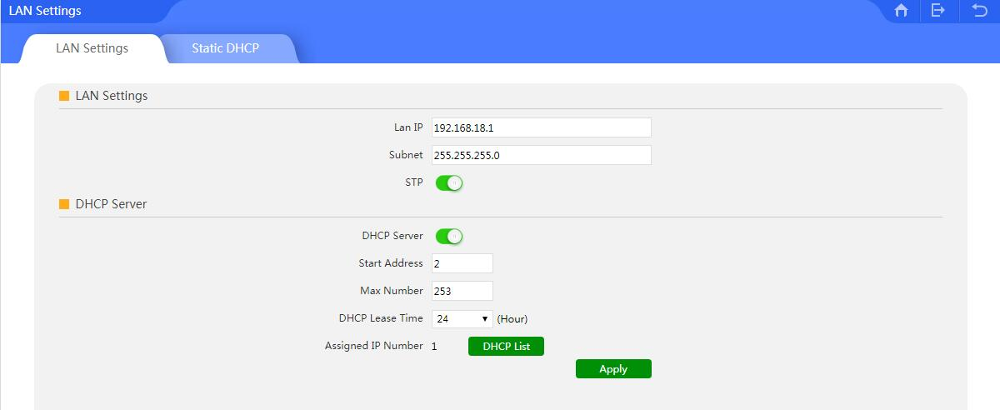 LAN Settings
LAN Settings
Static DHCP
LAN Settings
Lan IP 192.168.18.1
Subnet 255.255.255.0
STP
DHCP Server
DHCP Server
Start Address 2
Max Number 253
DHCP Lease Time 24 (Hour)
Assigned IP Number 1 DHCP List
Apply